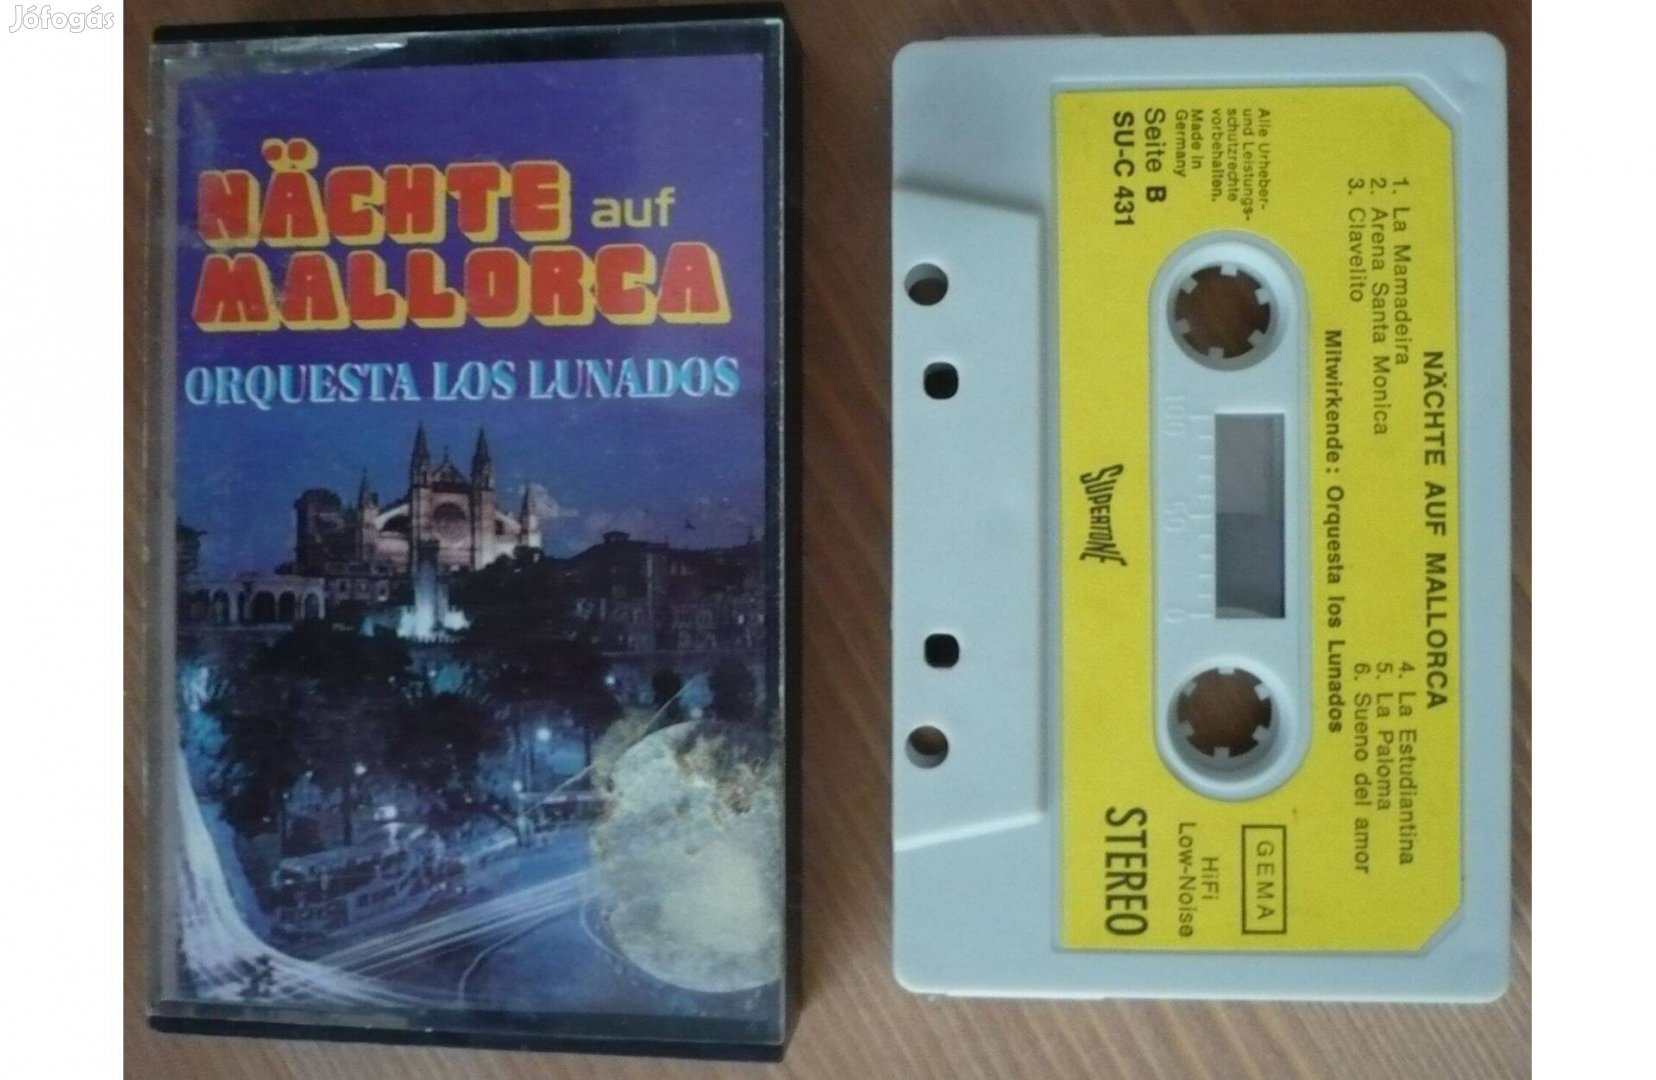 Jófogás
NÄCHTE auf
MALLORCA
ORQUESTA LOS LUNADOS
NÄCHTE AUF MALLORCA
1. La Mamadeira
2. Arena Santa Monica
3. Clavelito
4. La Estudiantina
5. La Paloma
6. Sueno del amor
Mitwirkende: Orquesta los Lunados
Alle Urheber-
und Leistungs-
schutzrechte
vorbehalten.
Made in
Germany
Seite B
SU-C 431
100 50 0
SUPERTONE
GEMA
HiFi
Low-Noise
STEREO